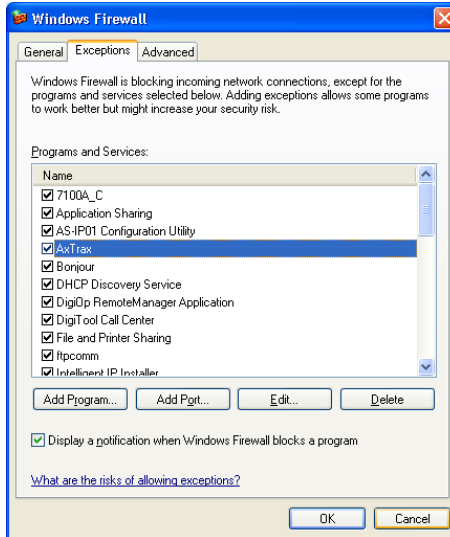 Windows Firewall
General Exceptions Advanced
Windows Firewall is blocking incoming network connections, except for the
programs and services selected below. Adding exceptions allows some programs
to work better but might increase your security risk.
Programs and Services:
Name
7100A_C
Application Sharing
AS-IP01 Configuration Utility
AxTrax
Bonjour
DHCP Discovery Service
DigiOp RemoteManager Application
DigiTool Call Center
File and Printer Sharing
ftpcomm
Intelligent IP Installer
Add Program... Add Port... Edit... Delete
Display a notification when Windows Firewall blocks a program
What are the risks of allowing exceptions?
OK Cancel